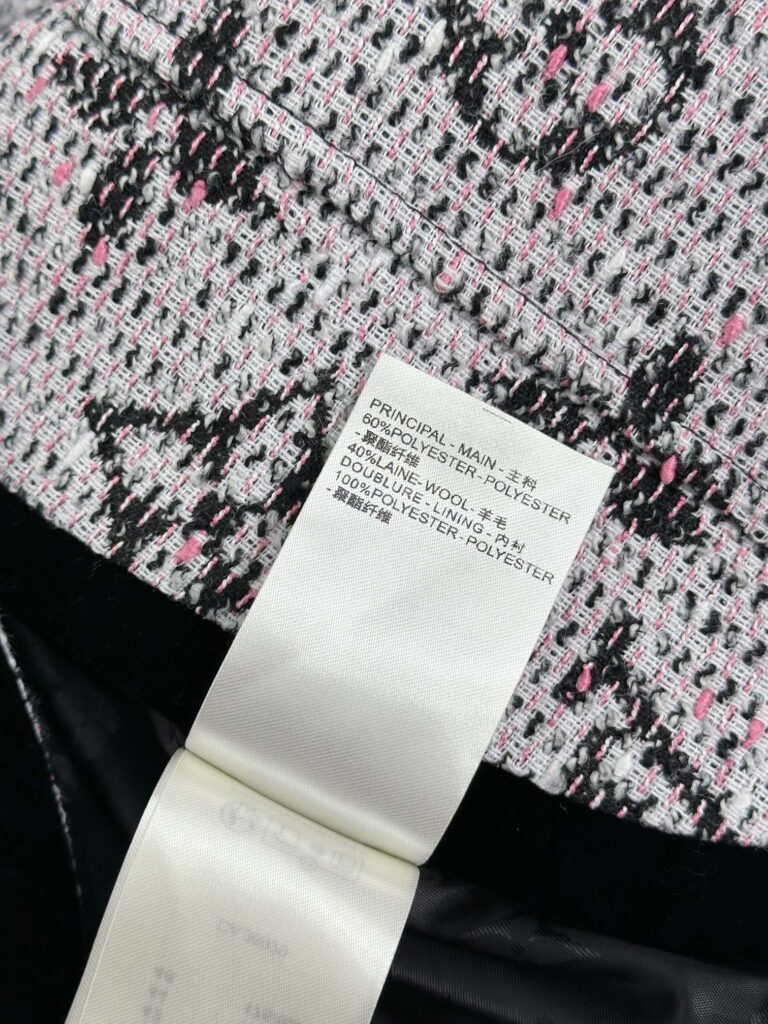 PRINCIPAL - MAIN - 主料
60%POLYESTER - POLYESTER
- 聚酯纤维
40%LAINE - WOOL - 羊毛
DOUBLURE - LINING - 内衬
100%POLYESTER - POLYESTER
- 聚酯纤维